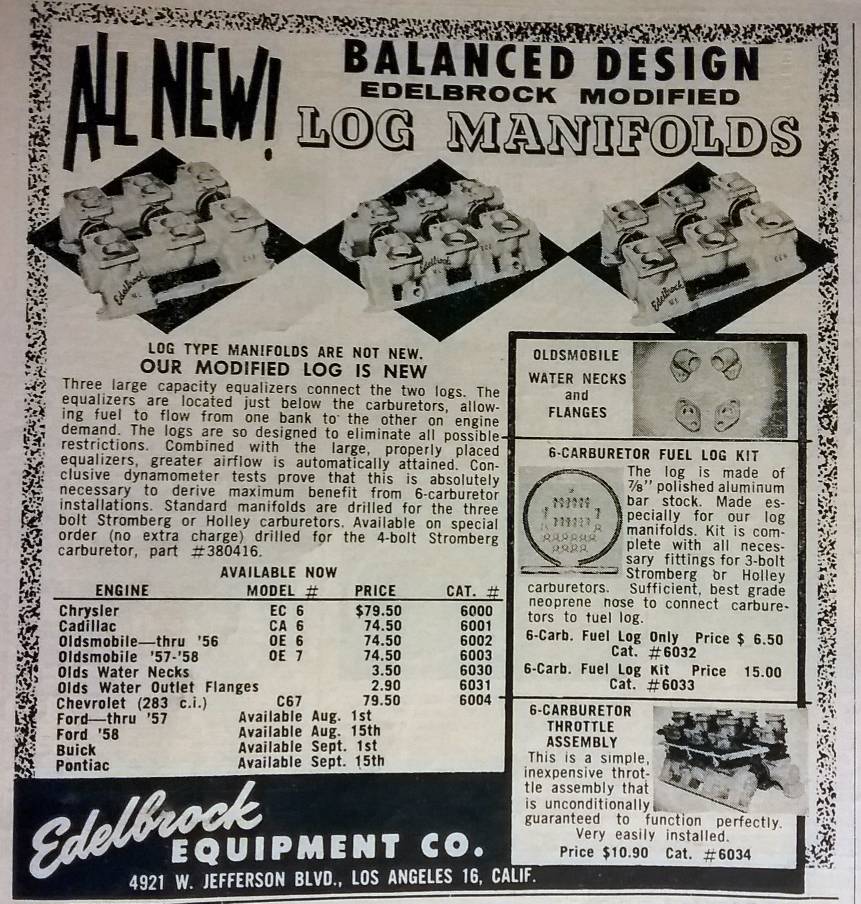 ALL NEW!
BALANCED DESIGN
EDELBROCK MODIFIED
LOG MANIFOLDS
Edelbrock
Edelbrock
Edelbrock
LOG TYPE MANIFOLDS ARE NOT NEW.
OUR MODIFIED LOG IS NEW
Three large capacity equalizers connect the two logs. The
equalizers are located just below the carburetors, allow-
ing fuel to flow from one bank to the other on engine
demand. The logs are so designed to eliminate all possible
restrictions. Combined with the large, properly placed
equalizers, greater airflow is automatically attained. Con-
clusive dynamometer tests prove that this is absolutely
necessary to derive maximum benefit from 6-carburetor
installations. Standard manifolds are drilled for the three
bolt Stromberg or Holley carburetors. Available on special
order (no extra charge) drilled for the 4-bolt Stromberg
carburetor, part #380416.
AVAILABLE NOW
ENGINE MODEL # PRICE CAT. #
Chrysler EC 6 $79.50 6000
Cadillac CA 6 74.50 6001
Oldsmobile—thru '56 OE 6 74.50 6002
Oldsmobile '57-'58 OE 7 74.50 6003
Olds Water Necks 3.50 6030
Olds Water Outlet Flanges 2.90 6031
Chevrolet (283 c.i.) C67 79.50 6004
Ford—thru '57 Available Aug. 1st
Ford '58 Available Aug. 15th
Buick Available Sept. 1st
Pontiac Available Sept. 15th
OLDSMOBILE
WATER NECKS
and
FLANGES
6-CARBURETOR FUEL LOG KIT
The log is made of
7/8" polished aluminum
bar stock. Made es-
pecially for our log
manifolds. Kit is com-
plete with all neces-
sary fittings for 3-bolt
Stromberg or Holley
carburetors. Sufficient, best grade
neoprene hose to connect carbure-
tors to fuel log.
6-Carb. Fuel Log Only Price $ 6.50
Cat. #6032
6-Carb. Fuel Log Kit Price 15.00
Cat. #6033
6-CARBURETOR
THROTTLE
ASSEMBLY
This is a simple,
inexpensive throt-
tle assembly that
is unconditionally
guaranteed to function perfectly.
Very easily installed.
Price $10.90 Cat. #6034
Edelbrock
EQUIPMENT CO.
4921 W. JEFFERSON BLVD., LOS ANGELES 16, CALIF.